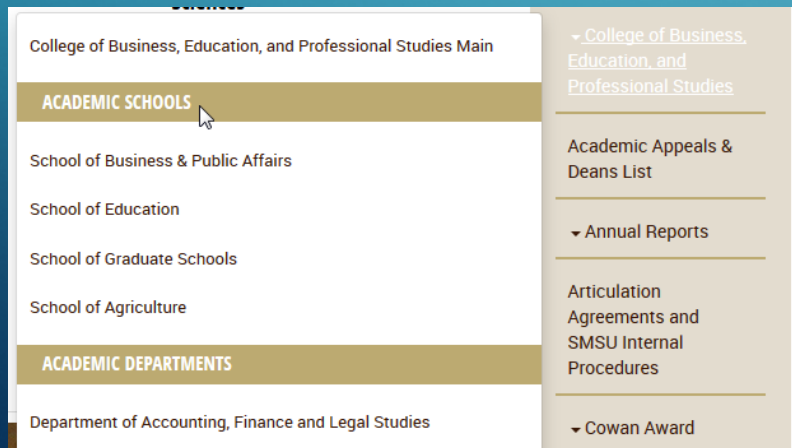 Sciences
College of Business, Education, and Professional Studies Main
ACADEMIC SCHOOLS
School of Business & Public Affairs
School of Education
School of Graduate Schools
School of Agriculture
ACADEMIC DEPARTMENTS
Department of Accounting, Finance and Legal Studies
College of Business,
Education, and
Professional Studies
Academic Appeals &
Deans List
Annual Reports
Articulation
Agreements and
SMSU Internal
Procedures
Cowan Award